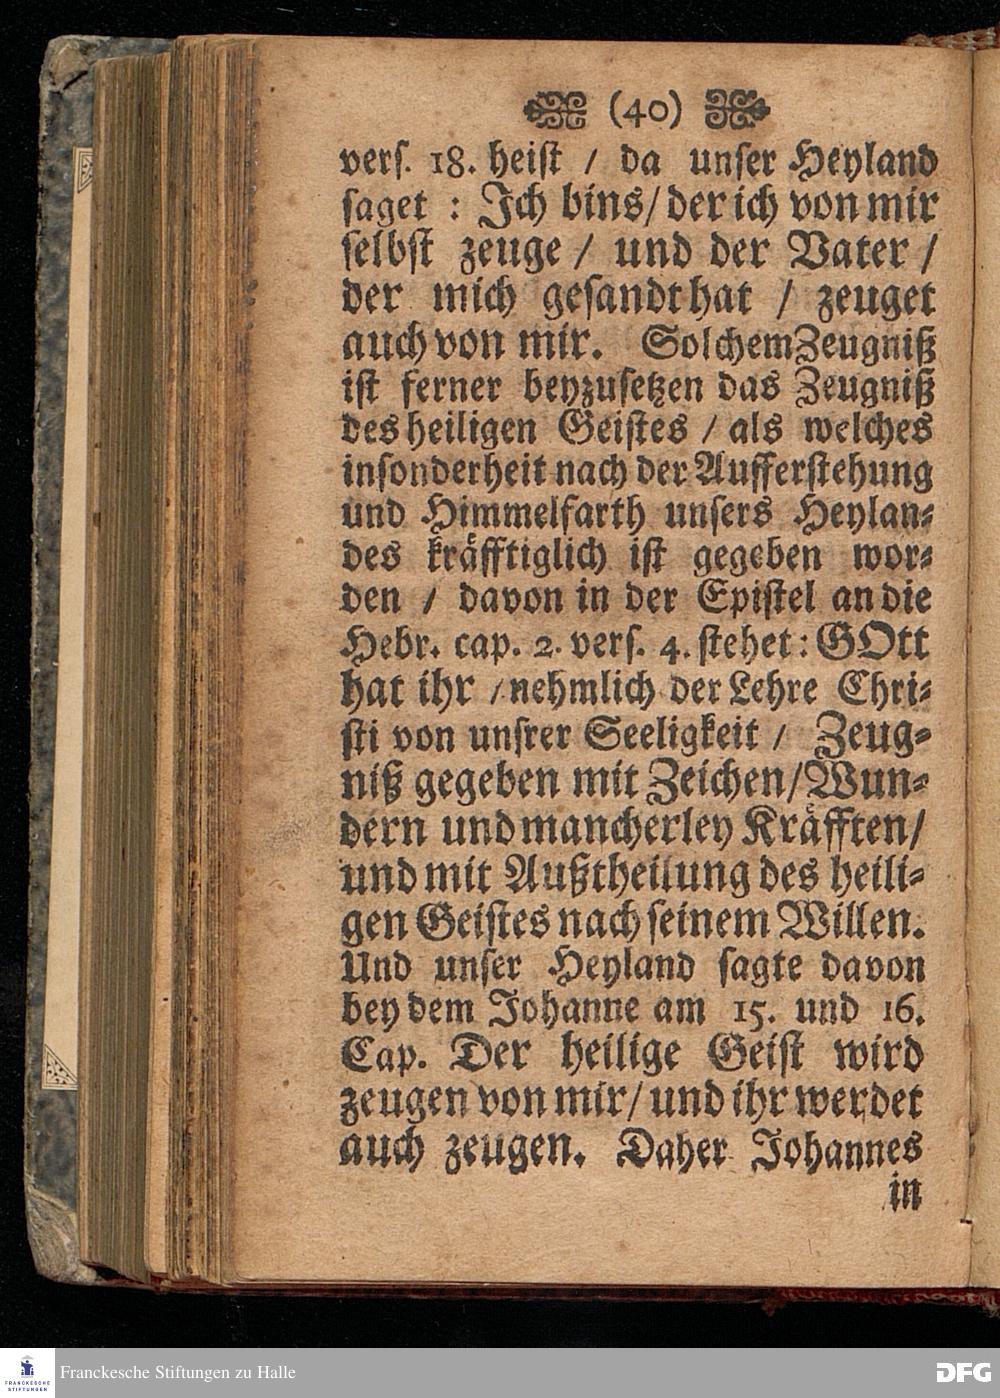 (40)
vers. 18. heist / da unser Heyland
saget : Ich bins / der ich von mir
selbst zeuge / und der Vater /
der mich gesandt hat / zeuget
auch von mir. Solchem Zeugniß
ist ferner beyzusetzen das Zeugniß
des heiligen Geistes / als welches
insonderheit nach der Aufferstehung
und Himmelfarth unsers Heylan-
des kräfftiglich ist gegeben wor-
den / davon in der Epistel an die
Hebr. cap. 2. vers. 4. stehet: GOtt
hat ihr / nehmlich der Lehre Chri-
sti von unsrer Seeligkeit / Zeug-
niß gegeben mit Zeichen / Wun-
dern und mancherley Kräfften /
und mit Außtheilung des heili-
gen Geistes nach seinem Willen.
Und unser Heyland sagte davon
bey dem Johanne am 15. und 16.
Cap. Der heilige Geist wird
zeugen von mir / und ihr werdet
auch zeugen. Daher Johannes
in
FRANCKESCHE
STIFTUNGEN
Franckesche Stiftungen zu Halle
DFG